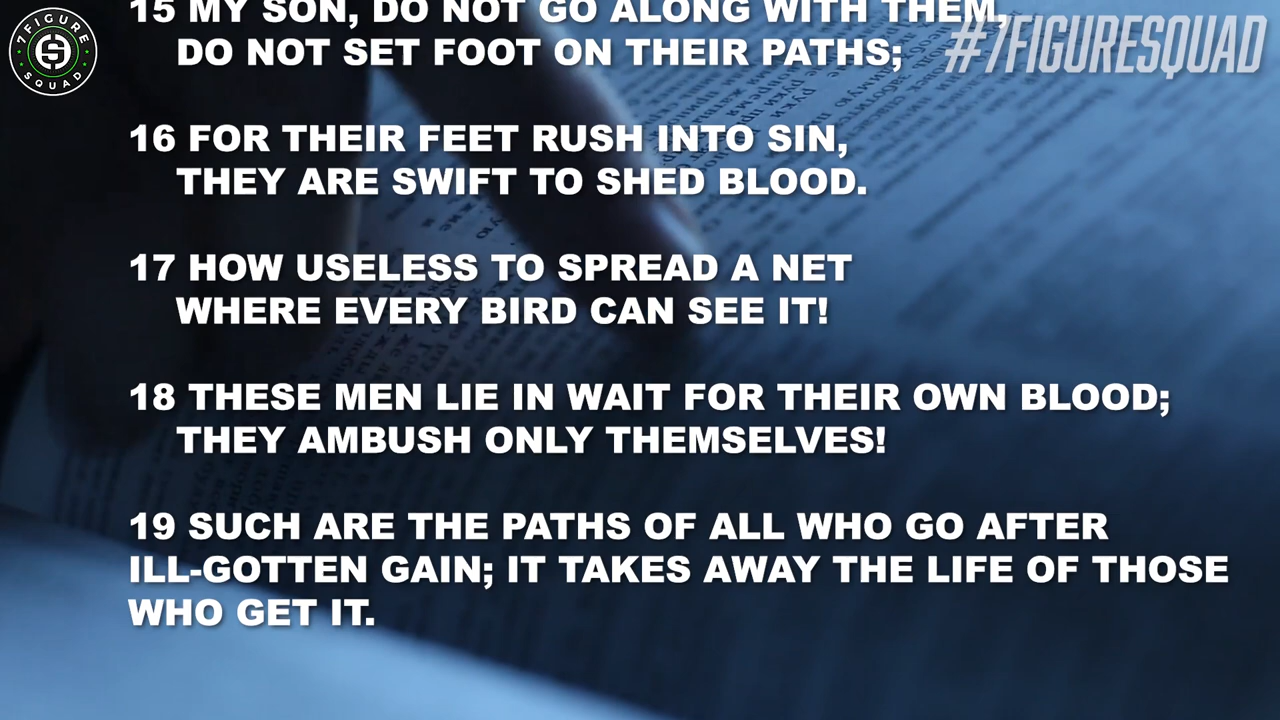 15 MY SON, DO NOT GO ALONG WITH THEM,
DO NOT SET FOOT ON THEIR PATHS;
16 FOR THEIR FEET RUSH INTO SIN,
THEY ARE SWIFT TO SHED BLOOD.
17 HOW USELESS TO SPREAD A NET
WHERE EVERY BIRD CAN SEE IT!
18 THESE MEN LIE IN WAIT FOR THEIR OWN BLOOD;
THEY AMBUSH ONLY THEMSELVES!
19 SUCH ARE THE PATHS OF ALL WHO GO AFTER
ILL-GOTTEN GAIN; IT TAKES AWAY THE LIFE OF THOSE
WHO GET IT.
#7FIGURESQUAD
7FIGURE
SQUAD